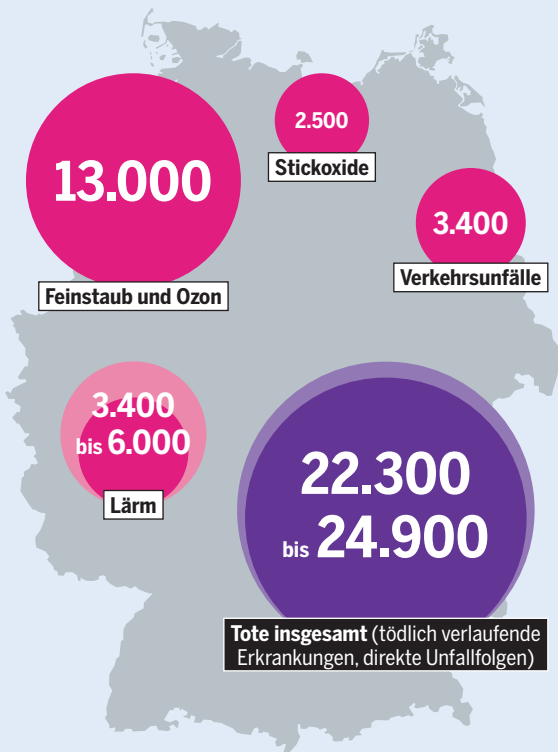 13.000
Feinstaub und Ozon
2.500
Stickoxide
3.400
Verkehrsunfälle
3.400
bis 6.000
Lärm
22.300
bis 24.900
Tote insgesamt (tödlich verlaufende
Erkrankungen, direkte Unfallfolgen)